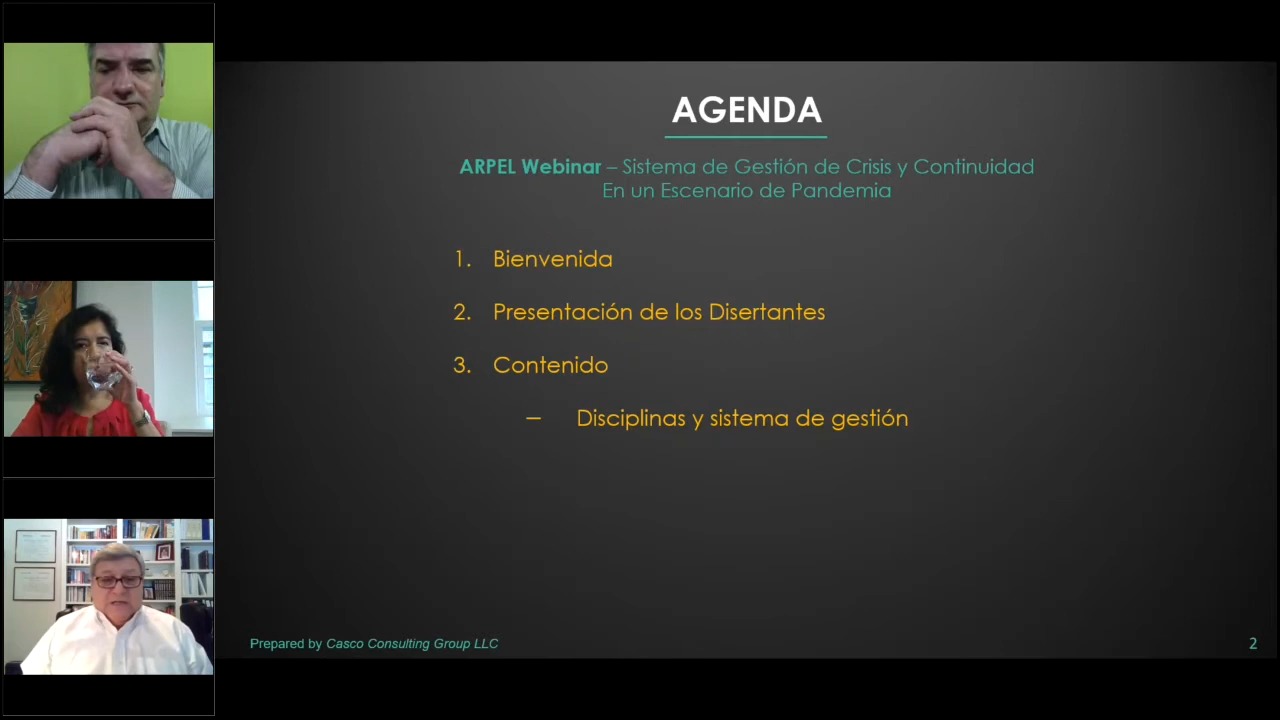 AGENDA
ARPEL Webinar – Sistema de Gestión de Crisis y Continuidad
En un Escenario de Pandemia
1. Bienvenida
2. Presentación de los Disertantes
3. Contenido
– Disciplinas y sistema de gestión
Prepared by Casco Consulting Group LLC
2